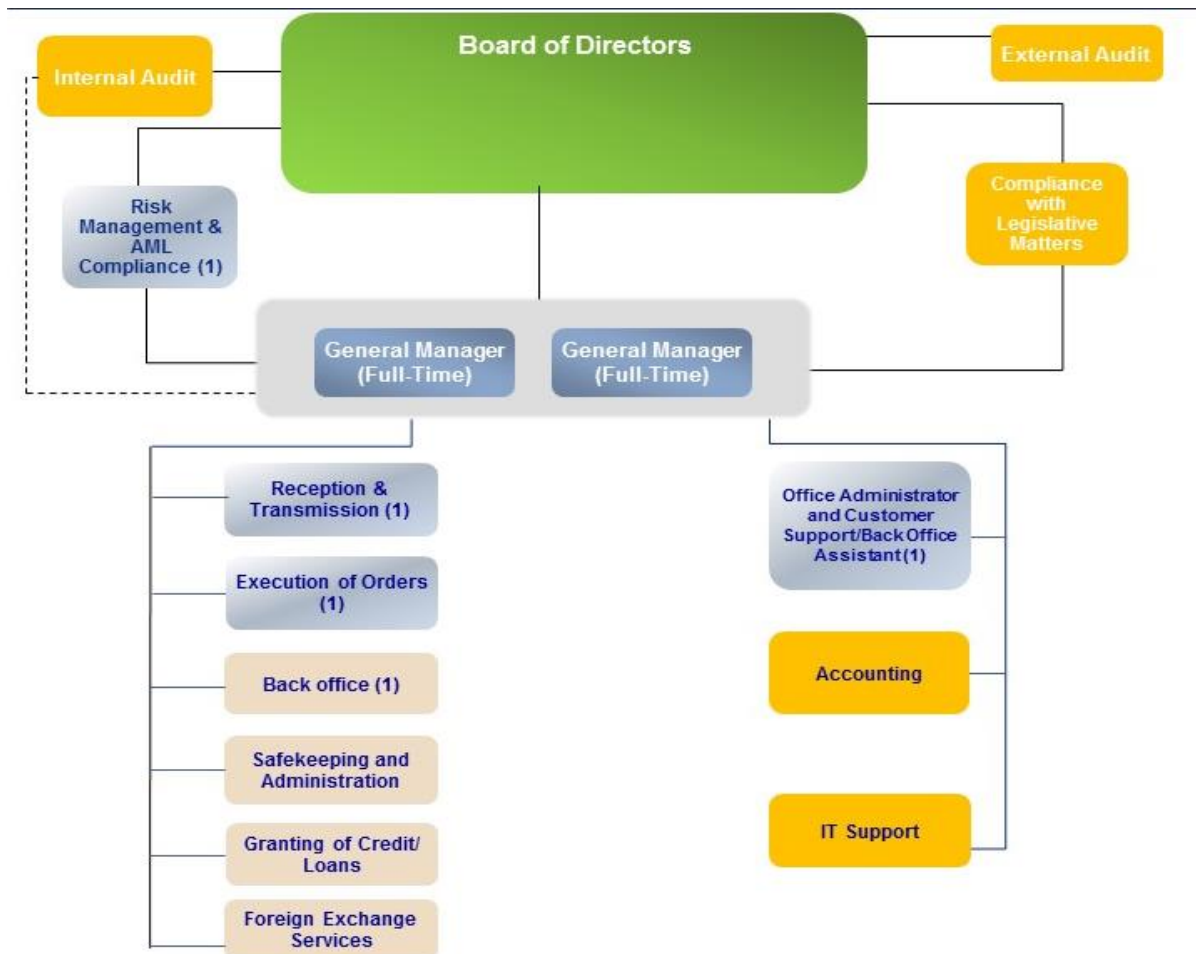 Board of Directors
Internal Audit
External Audit
Risk
Management &
AML
Compliance (1)
Compliance
with
Legislative
Matters
General Manager
(Full-Time)
General Manager
(Full-Time)
Reception &
Transmission (1)
Execution of Orders
(1)
Back office (1)
Safekeeping and
Administration
Granting of Credit/
Loans
Foreign Exchange
Services
Office Administrator
and Customer
Support/Back Office
Assistant (1)
Accounting
IT Support